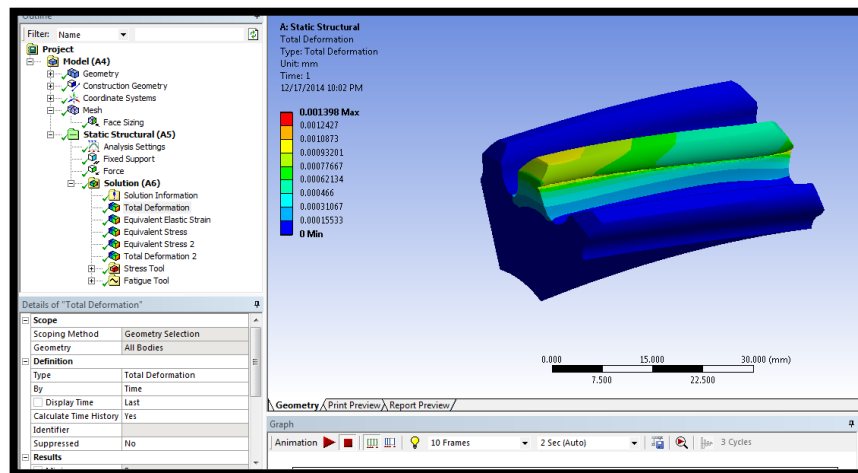 Outline
Filter: Name
Project
Model (A4)
Geometry
Construction Geometry
Coordinate Systems
Mesh
Face Sizing
Static Structural (A5)
Analysis Settings
Fixed Support
Force
Solution (A6)
Solution Information
Total Deformation
Equivalent Elastic Strain
Equivalent Stress
Equivalent Stress 2
Total Deformation 2
Stress Tool
Fatigue Tool
Details of "Total Deformation"
Scope
Scoping Method Geometry Selection
Geometry All Bodies
Definition
Type Total Deformation
By Time
Display Time Last
Calculate Time History Yes
Identifier
Suppressed No
Results
A: Static Structural
Total Deformation
Type: Total Deformation
Unit: mm
Time: 1
12/17/2014 10:02 PM
0.001398 Max
0.0012427
0.0010873
0.00093201
0.00077667
0.00062134
0.000466
0.00031067
0.00015533
0 Min
0.000 15.000 30.000 (mm)
7.500 22.500
Geometry Print Preview Report Preview
Graph
Animation 10 Frames 2 Sec (Auto) 3 Cycles